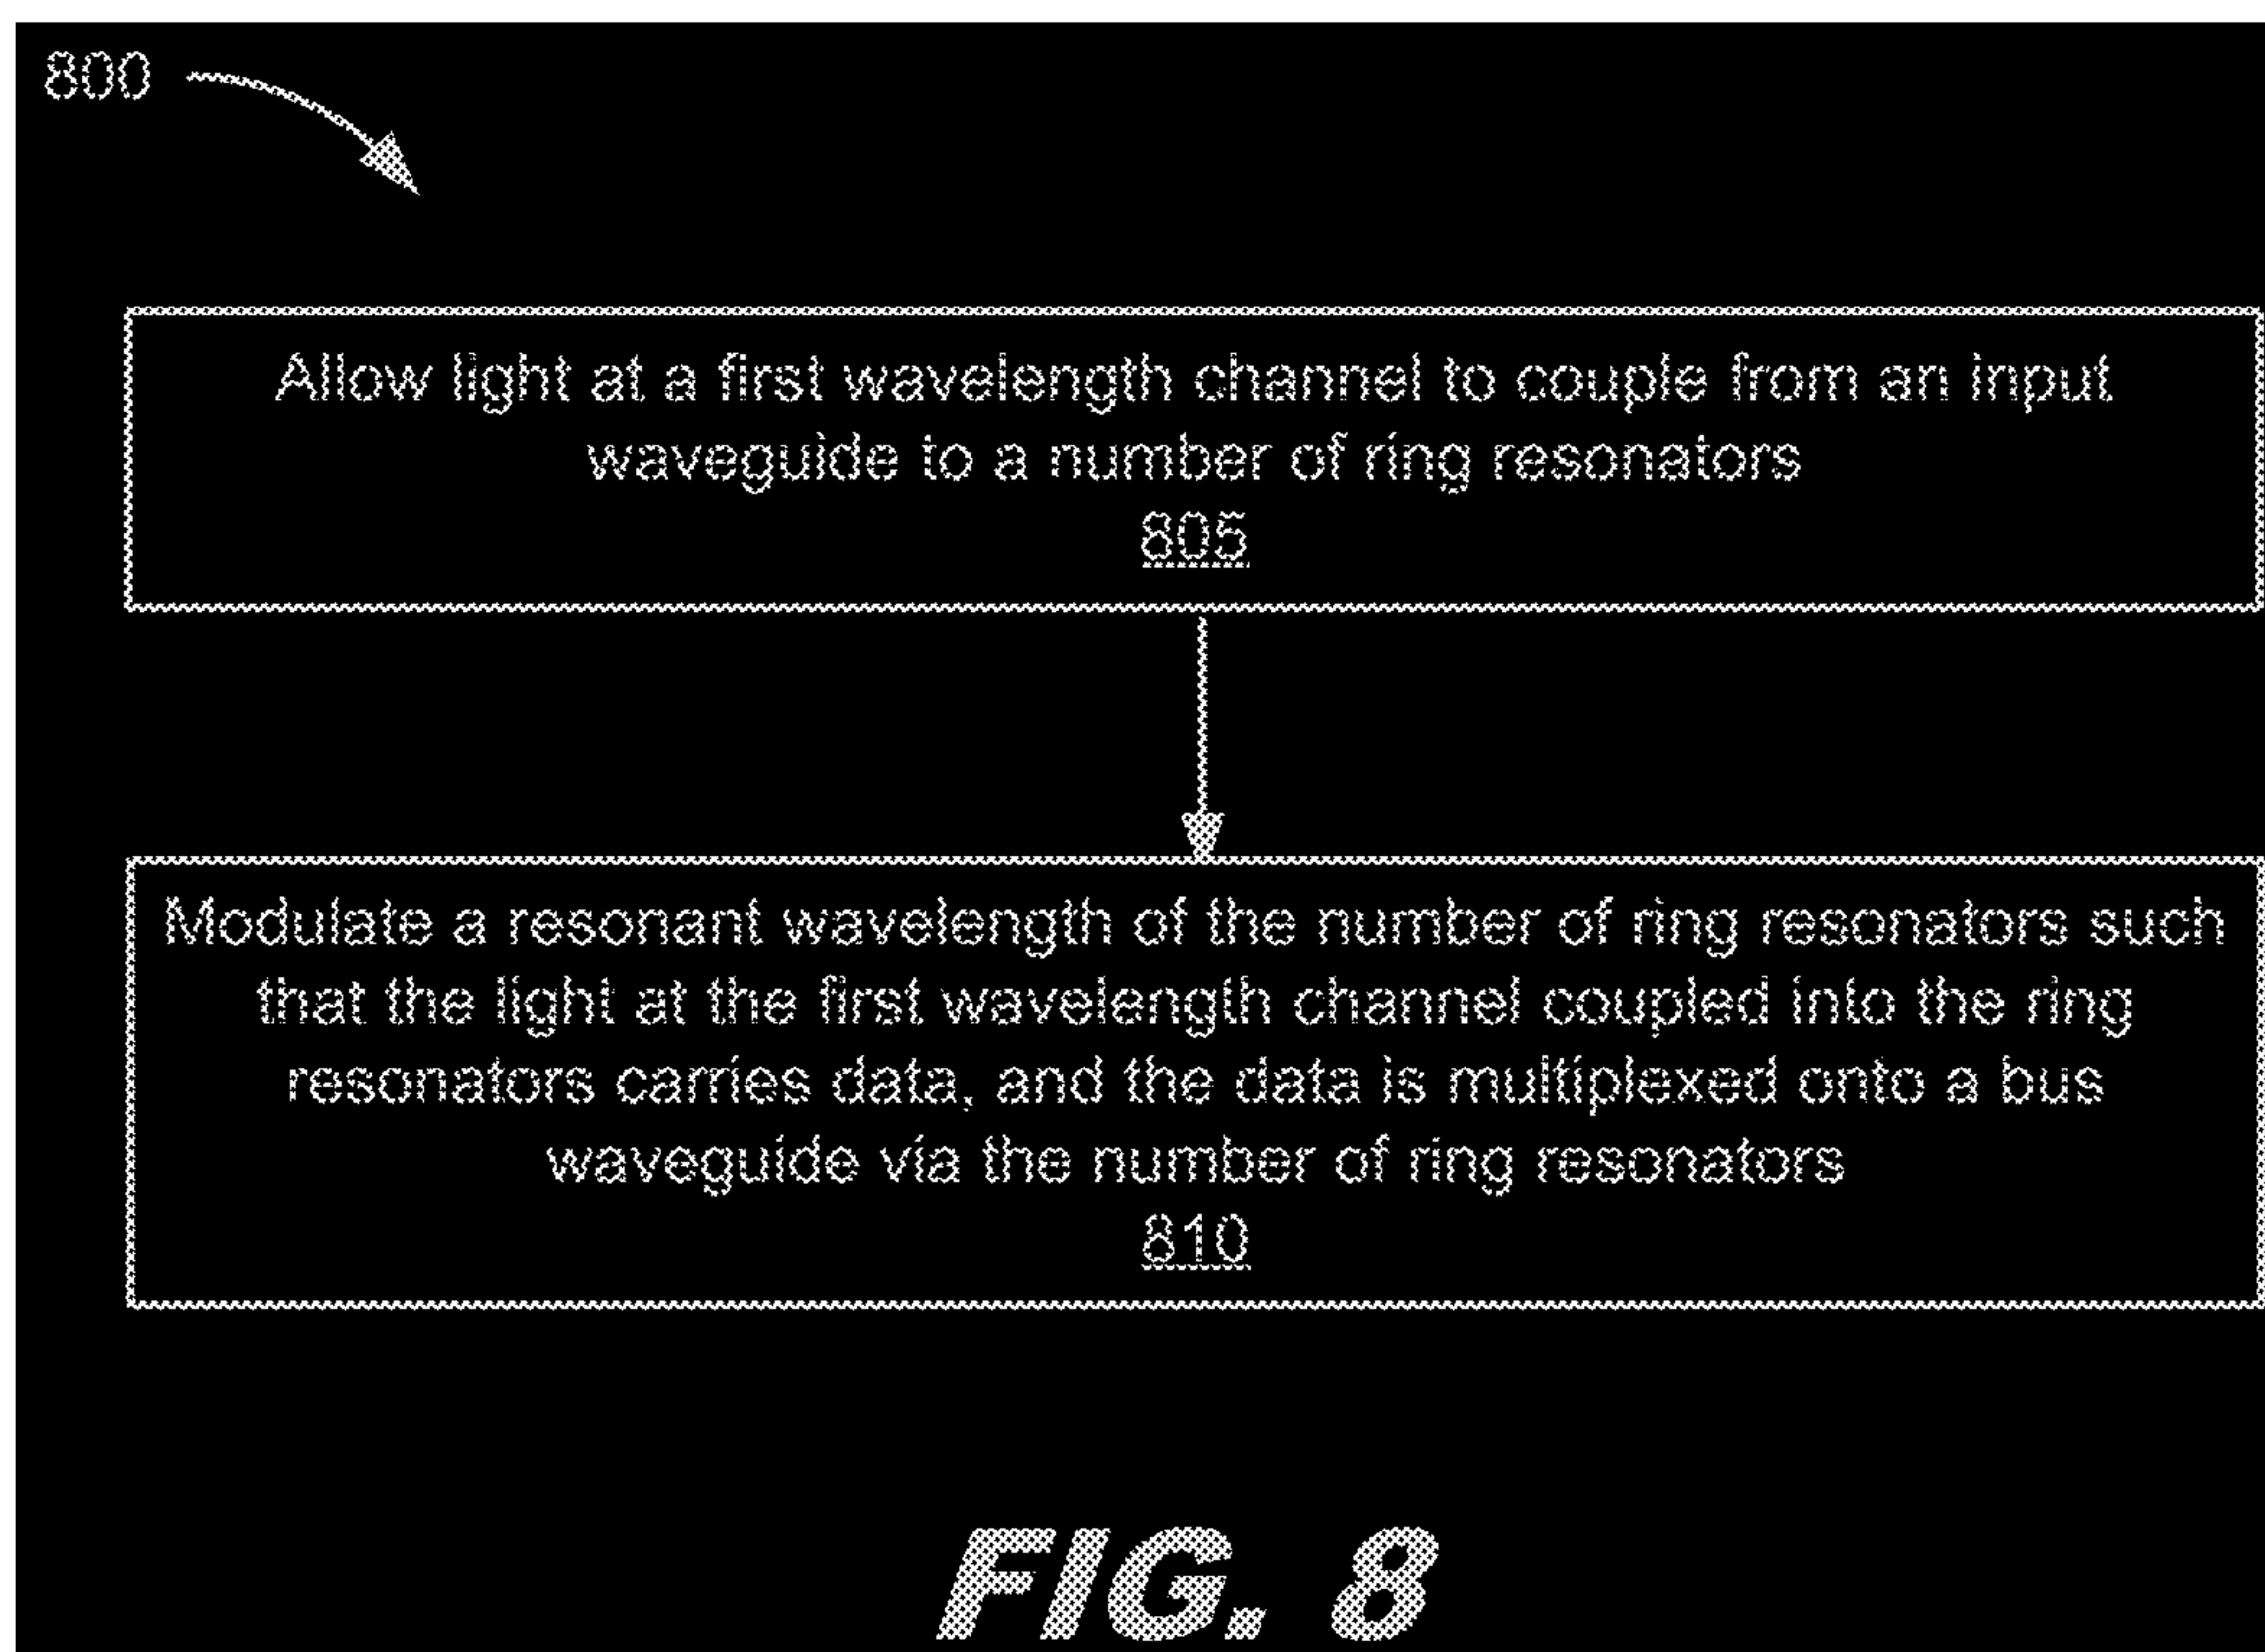 800
Allow light at a first wavelength channel to couple from an input
waveguide to a number of ring resonators
805
Modulate a resonant wavelength of the number of ring resonators such
that the light at the first wavelength channel coupled into the ring
resonators carries data, and the data is multiplexed onto a bus
waveguide via the number of ring resonators
810
FIG. 8